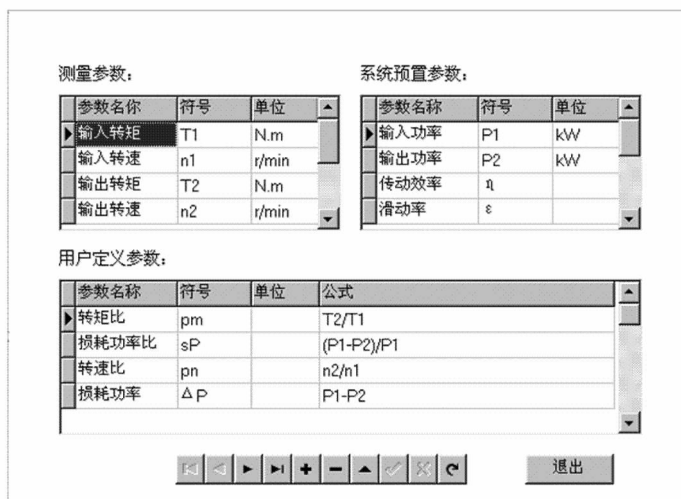 测量参数:
参数名你 符号 单位
输入转矩 T1 N.m
输入转速 n1 r/min
输出转矩 T2 N.m
输出转速 n2 r/min
系统预置参数:
参数名称 符号 单位
输入功率 P1 kW
输出功率 P2 kW
传动效率 η
滑动率 ε
用户定义参数:
参数名称 符号 单位 公式
转矩比 pm T2/T1
损耗功率比 sP (P1-P2)/P1
转速比 pn n2/n1
损耗功率 ΔP P1-P2
退出